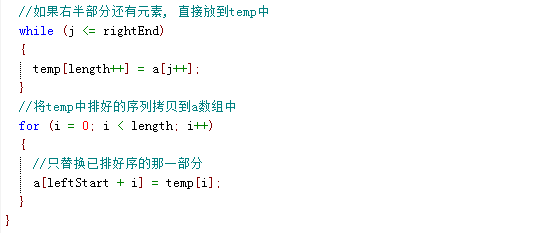 //如果右半部分还有元素, 直接放到temp中
while (j <= rightEnd)
{
temp[length++] = a[j++];
}
//将temp中排好的序列拷贝到a数组中
for (i = 0; i < length; i++)
{
//只替换已排好序的那一部分
a[leftStart + i] = temp[i];
}
}